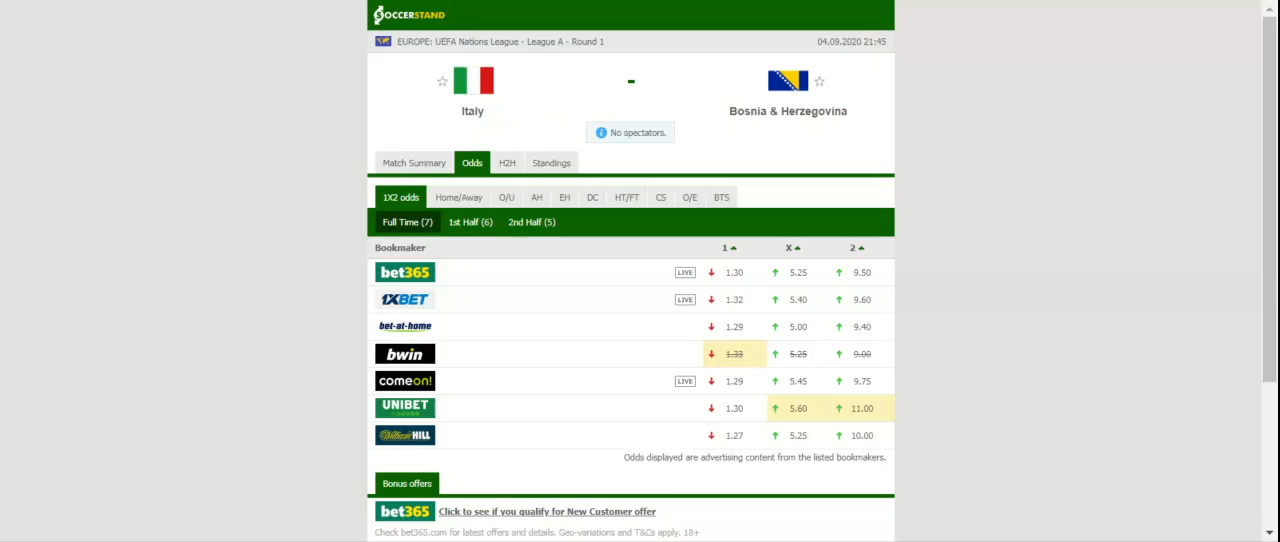 SOCCERSTAND
EUROPE: UEFA Nations League - League A - Round 1 04.09.2020 21:45
-
Italy Bosnia & Herzegovina
No spectators.
Match Summary Odds H2H Standings
1X2 odds Home/Away O/U AH EH DC HT/FT CS O/E BTS
Full Time (7) 1st Half (6) 2nd Half (5)
Bookmaker 1 X 2
bet365 LIVE 1.30 5.25 9.50
1XBET LIVE 1.32 5.40 9.60
bet-at-home 1.29 5.00 9.40
bwin 1.33 5.25 9.00
comeon! LIVE 1.29 5.45 9.75
UNIBET 1.30 5.60 11.00
William HILL 1.27 5.25 10.00
Odds displayed are advertising content from the listed bookmakers.
Bonus offers
bet365 Click to see if you qualify for New Customer offer
Check bet365.com for latest offers and details. Geo-variations and T&Cs apply. 18+